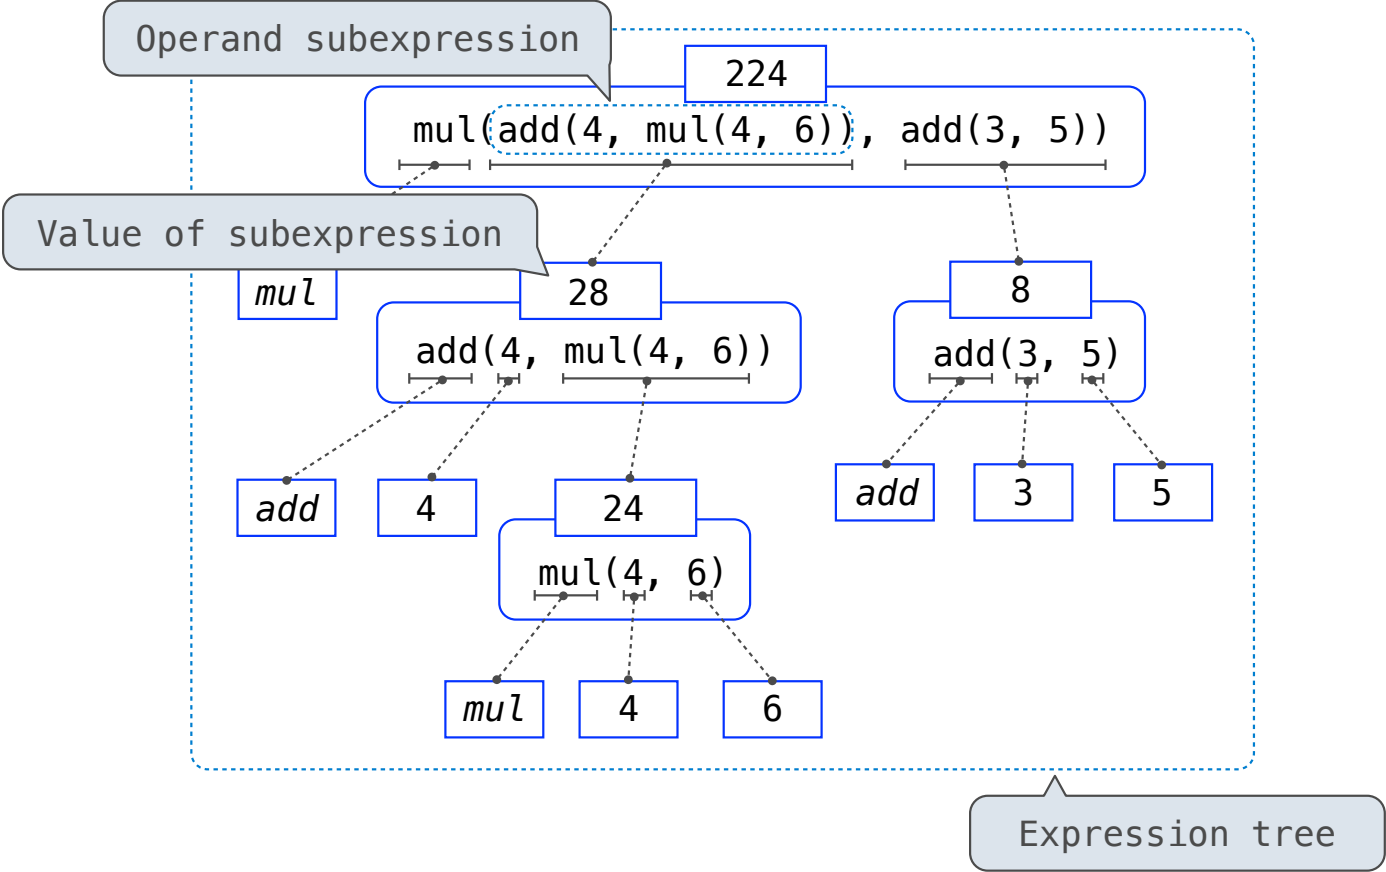 Operand subexpression
224
mul(add(4, mul(4, 6)), add(3, 5))
Value of subexpression
mul
28
8
add(4, mul(4, 6))
add(3, 5)
add
4
24
add
3
5
mul(4, 6)
mul
4
6
Expression tree